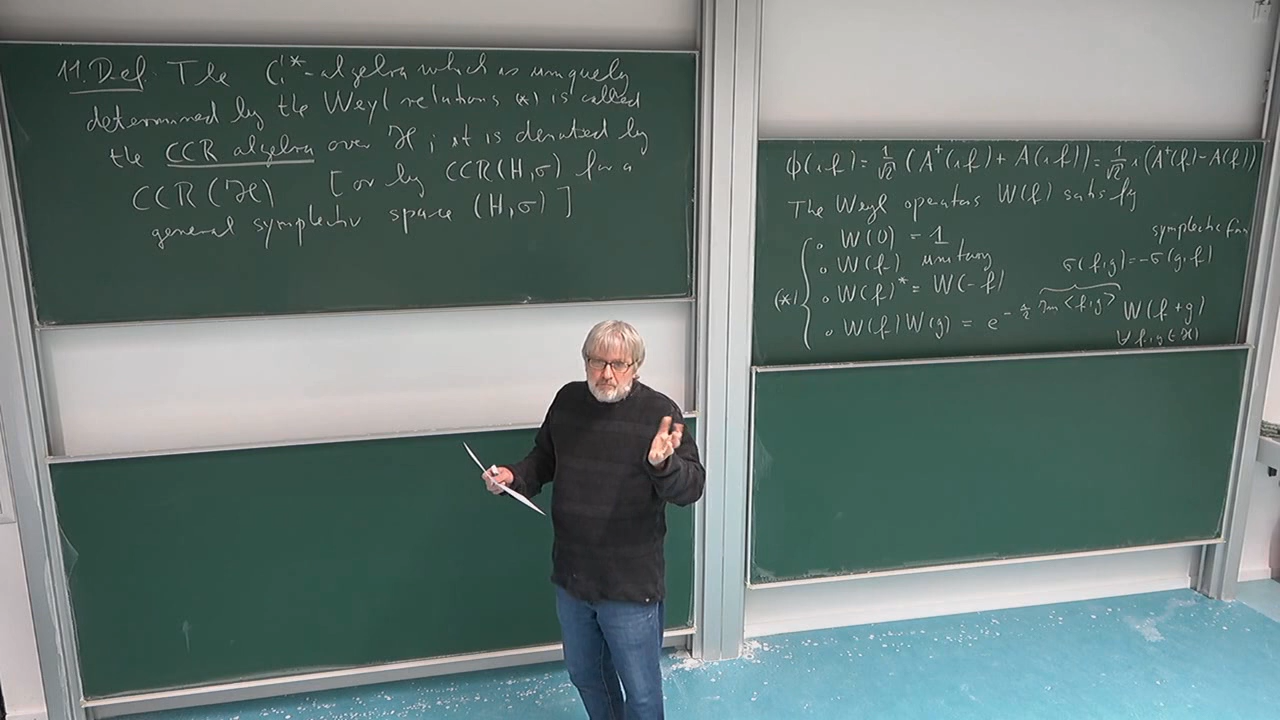 11. Def. The C*-algebra which is uniquely
determined by the Weyl relations (*) is called
the CCR algebra over ℋ ; it is denoted by
CCR(ℋ) [or by CCR(H,σ) for a
general symplectic space (H,σ)]
ϕ(if) = 1/√2 (A⁺(if) + A(if)) = 1/√2 i (A⁺(f) - A(f))
The Weyl operators W(f) satisfy
symplectic form
∘ W(0) = 1
∘ W(f) unitary
σ(f,g) = -σ(g,f)
(*) ∘ W(f)* = W(-f)
∘ W(f)W(g) = e^{-i/2 Im<f,g>} W(f+g)
∀ f,g ∈ ℋ